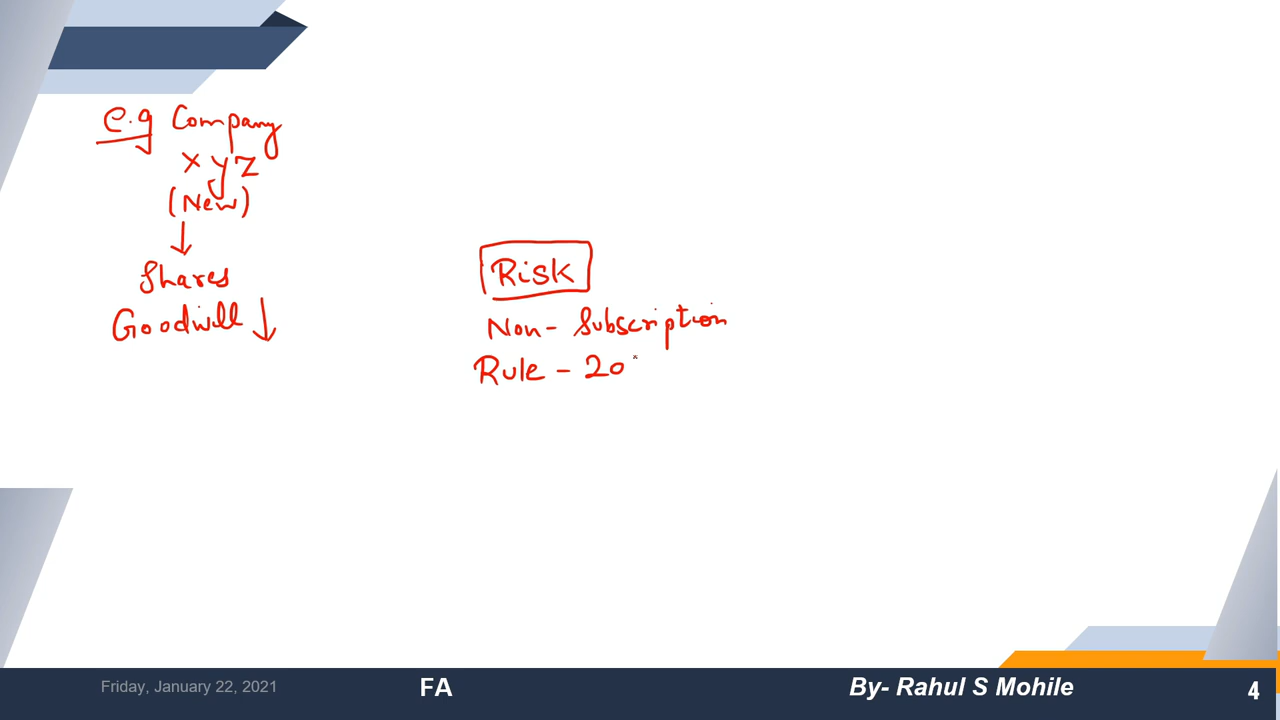 e.g Company
XYZ
(New)
Shares
Goodwill
Risk
Non-Subscription
Rule - 20
Friday, January 22, 2021
FA
By- Rahul S Mohile
4